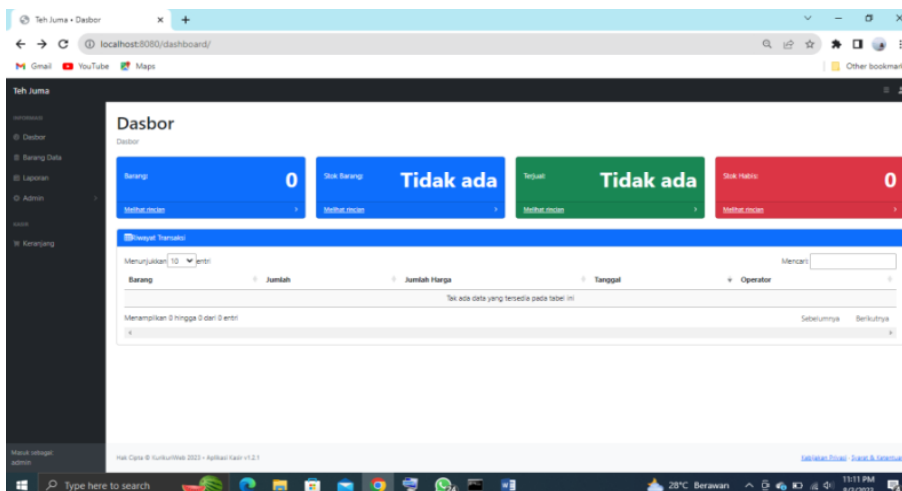 Teh Juma • Dasbor
localhost:8080/dashboard/
Gmail YouTube Maps Other bookmar
Teh Juma
Dasbor
Barang Data
Laporan
Admin
Keranjang
Masuk sebagai:
admin
Dasbor
Dasbor
Barang: 0
Melihat rincian
Stok Barang: Tidak ada
Melihat rincian
Terjual: Tidak ada
Melihat rincian
Stok Habis: 0
Melihat rincian
Riwayat Transaksi
Menunjukkan 10 entri Mencari:
Barang Jumlah Jumlah Harga Tanggal Operator
Tak ada data yang tersedia pada tabel ini
Menampilkan 0 hingga 0 dari 0 entri Sebelumnya Berikutnya
Hak Cipta © KunkunWeb 2023 • Aplikasi Kasir v1.2.1 Kebijakan Privasi
Type here to search 28°C Berawan 11:11 PM